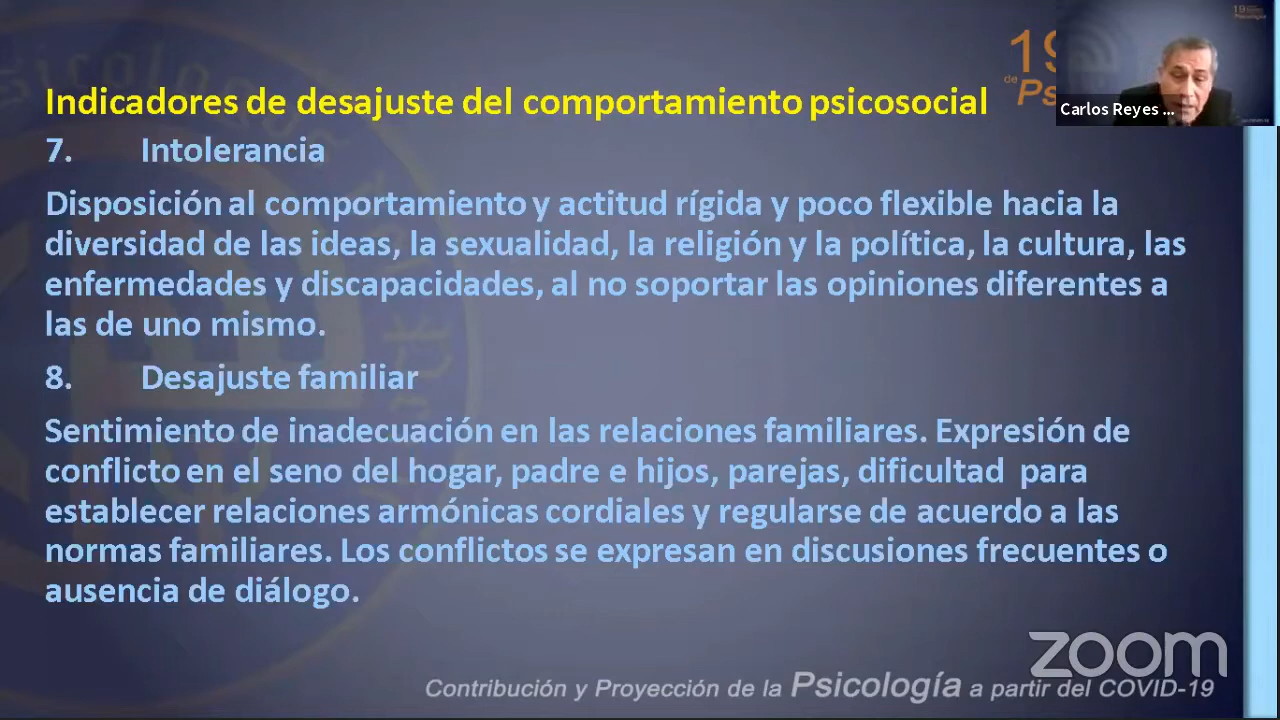 Indicadores de desajuste del comportamiento psicosocial
7. Intolerancia
Disposición al comportamiento y actitud rígida y poco flexible hacia la
diversidad de las ideas, la sexualidad, la religión y la política, la cultura, las
enfermedades y discapacidades, al no soportar las opiniones diferentes a
las de uno mismo.
8. Desajuste familiar
Sentimiento de inadecuación en las relaciones familiares. Expresión de
conflicto en el seno del hogar, padre e hijos, parejas, dificultad para
establecer relaciones armónicas cordiales y regularse de acuerdo a las
normas familiares. Los conflictos se expresan en discusiones frecuentes o
ausencia de diálogo.
19
de
Carlos Reyes ...
zoom
Contribución y Proyección de la Psicología a partir del COVID-19